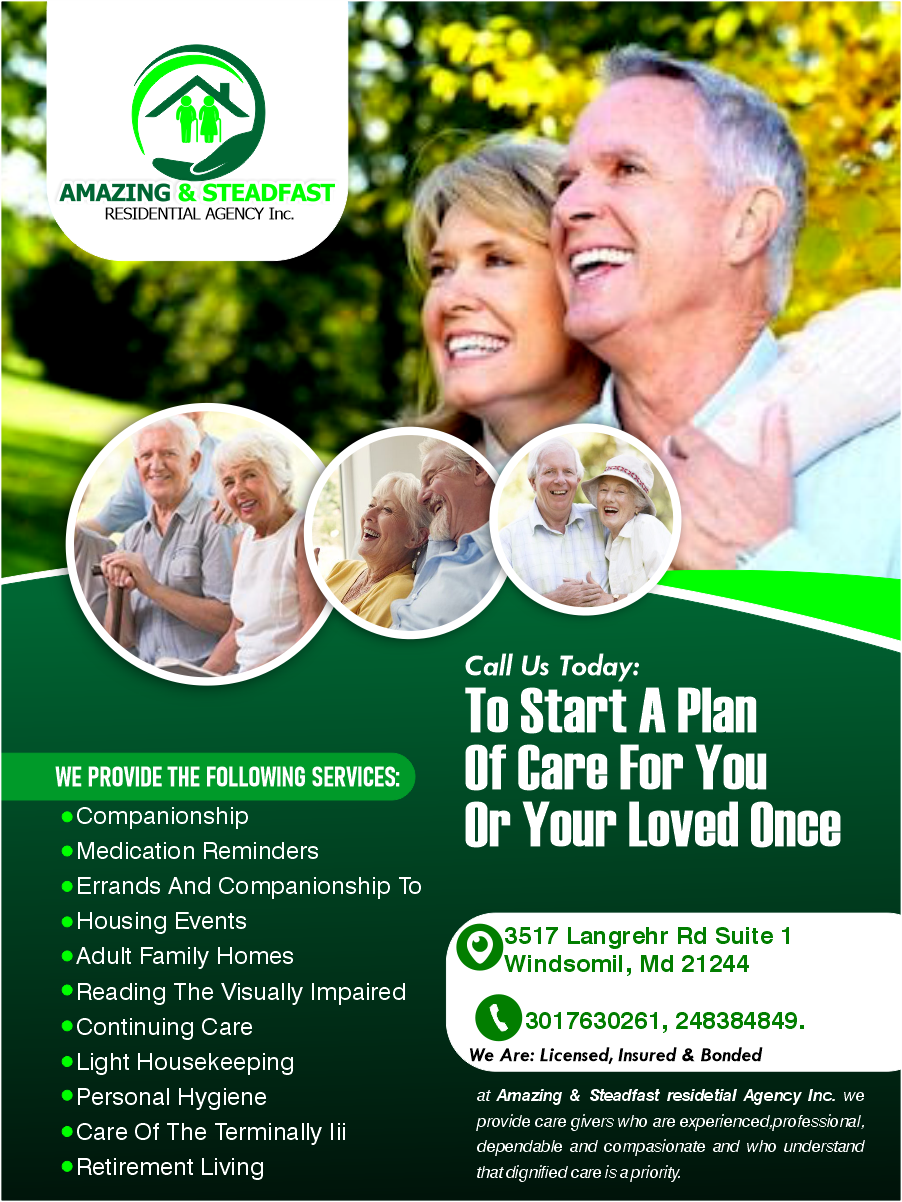 AMAZING & STEADFAST
RESIDENTIAL AGENCY Inc.
Call Us Today:
To Start A Plan
Of Care For You
Or Your Loved Once
WE PROVIDE THE FOLLOWING SERVICES:
Companionship
Medication Reminders
Errands And Companionship To
Housing Events
Adult Family Homes
Reading The Visually Impaired
Continuing Care
Light Housekeeping
Personal Hygiene
Care Of The Terminally Iii
Retirement Living
3517 Langrehr Rd Suite 1
Windsomil, Md 21244
3017630261, 248384849.
We Are: Licensed, Insured & Bonded
at Amazing & Steadfast residetial Agency Inc. we
provide care givers who are experienced,professional,
dependable and compasionate and who understand
that dignified care is a priority.